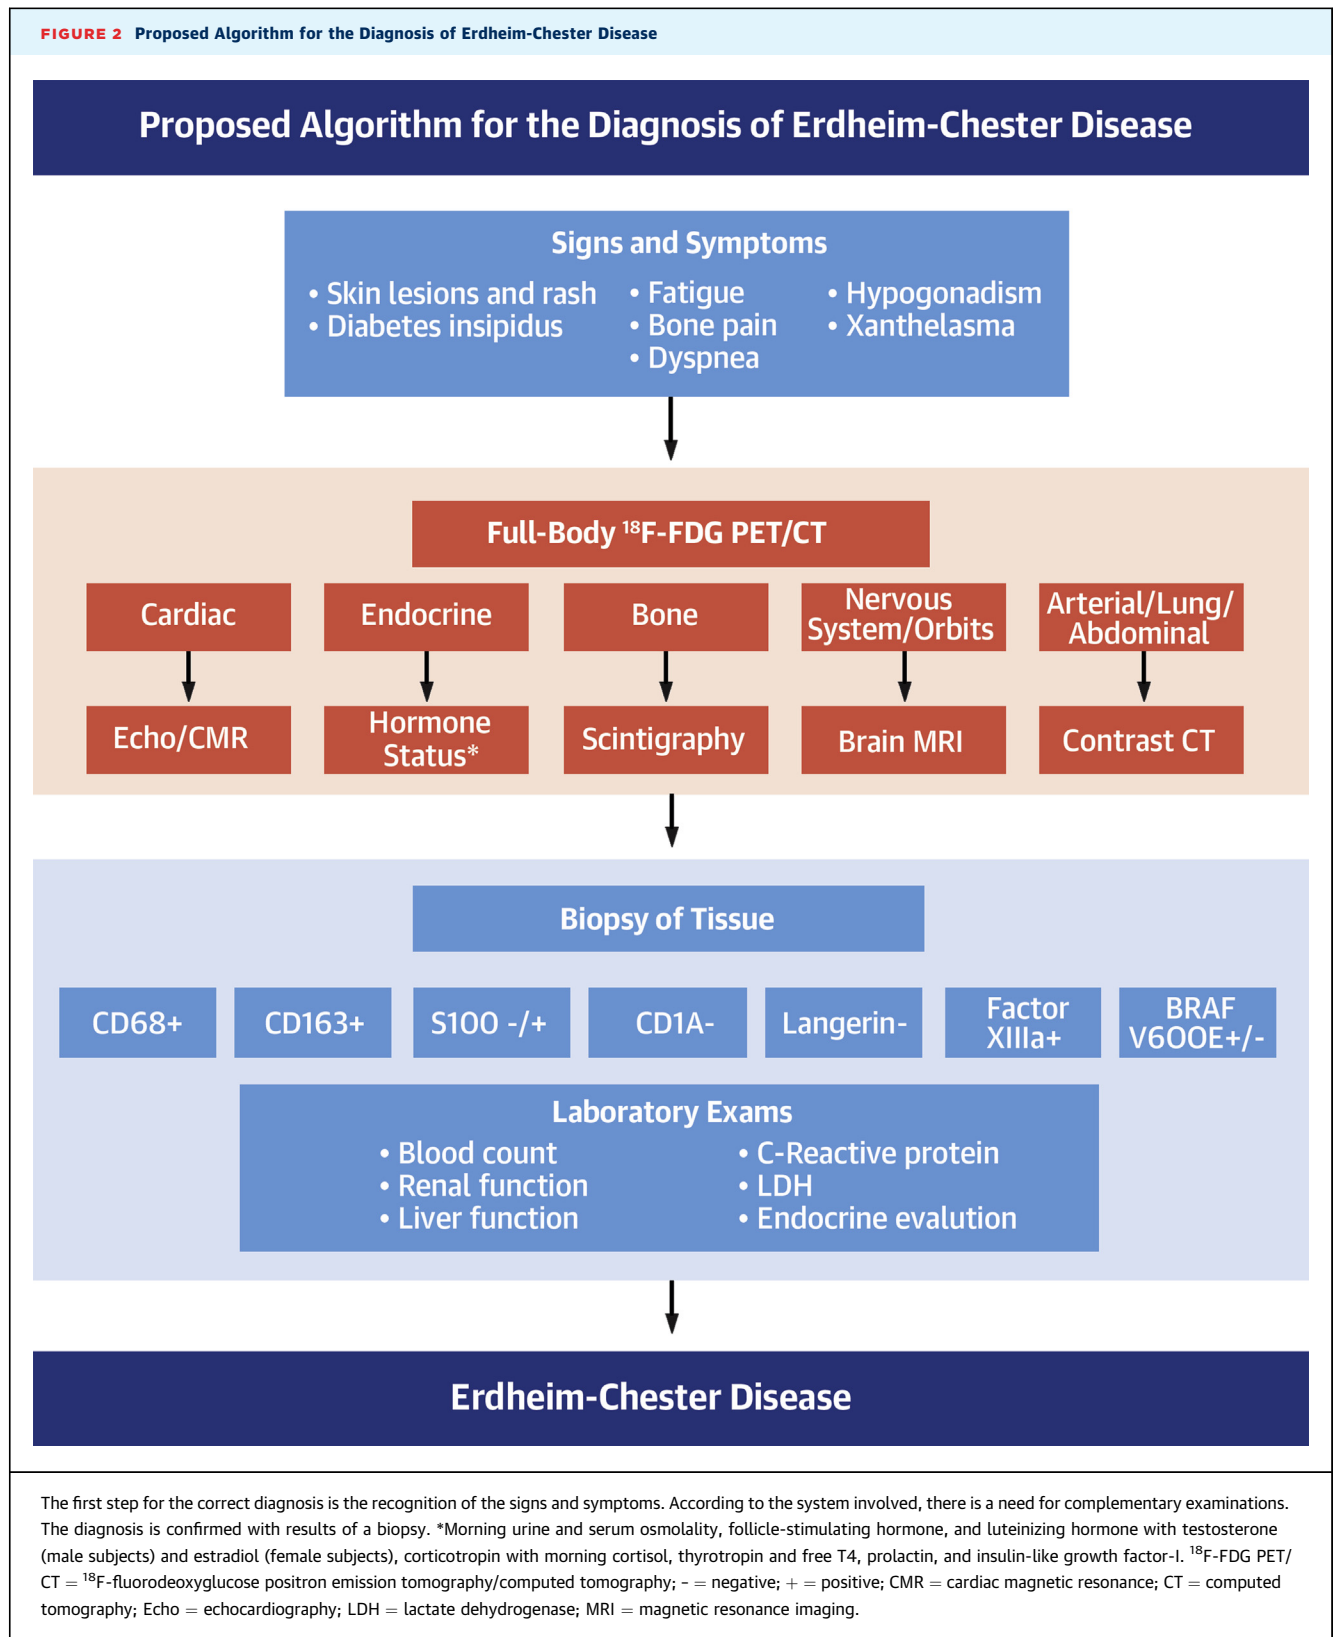 FIGURE 2 Proposed Algorithm for the Diagnosis of Erdheim-Chester Disease
Proposed Algorithm for the Diagnosis of Erdheim-Chester Disease
Signs and Symptoms
• Skin lesions and rash
• Diabetes insipidus
• Fatigue
• Bone pain
• Dyspnea
• Hypogonadism
• Xanthelasma
Full-Body ¹⁸F-FDG PET/CT
Cardiac
Endocrine
Bone
Nervous
System/Orbits
Arterial/Lung/
Abdominal
Echo/CMR
Hormone
Status*
Scintigraphy
Brain MRI
Contrast CT
Biopsy of Tissue
CD68+
CD163+
S100 -/+
CD1A-
Langerin-
Factor
XIIIa+
BRAF
V600E+/-
Laboratory Exams
• Blood count
• Renal function
• Liver function
• C-Reactive protein
• LDH
• Endocrine evalution
Erdheim-Chester Disease
The first step for the correct diagnosis is the recognition of the signs and symptoms. According to the system involved, there is a need for complementary examinations.
The diagnosis is confirmed with results of a biopsy. *Morning urine and serum osmolality, follicle-stimulating hormone, and luteinizing hormone with testosterone
(male subjects) and estradiol (female subjects), corticotropin with morning cortisol, thyrotropin and free T4, prolactin, and insulin-like growth factor-I. ¹⁸F-FDG PET/
CT = ¹⁸F-fluorodeoxyglucose positron emission tomography/computed tomography; - = negative; + = positive; CMR = cardiac magnetic resonance; CT = computed
tomography; Echo = echocardiography; LDH = lactate dehydrogenase; MRI = magnetic resonance imaging.